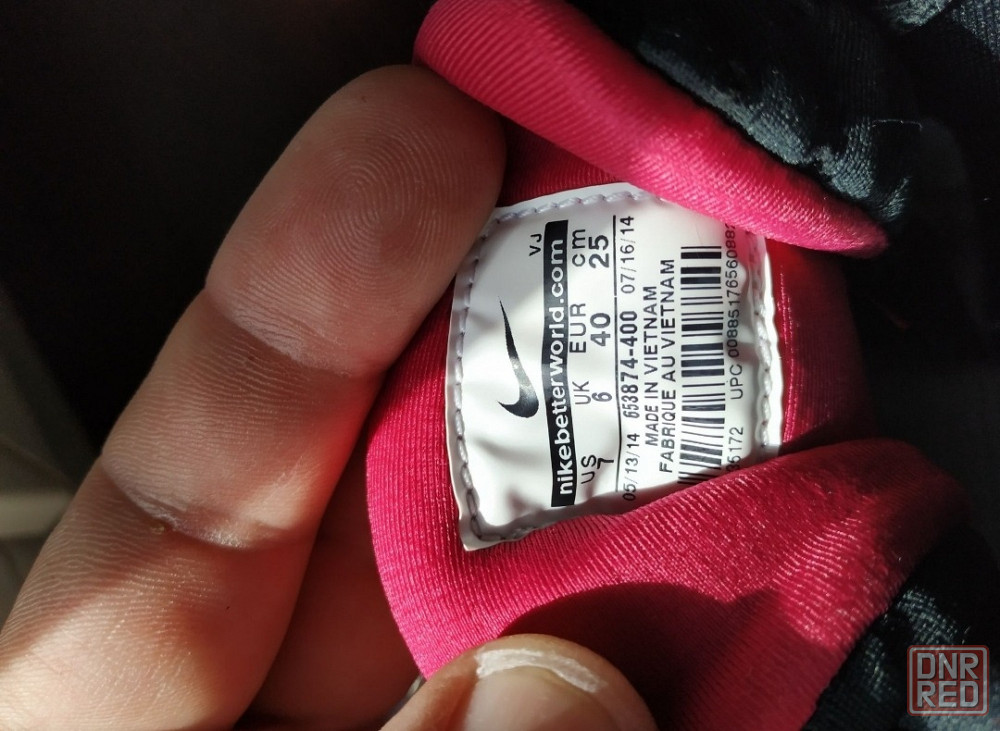 VJ
nikebetterworld.com
US UK EUR cm
7 6 40 25
05/13/14 653874-400 07/16/14
MADE IN VIETNAM
FABRIQUE AU VIETNAM
UPC
DNR
RED